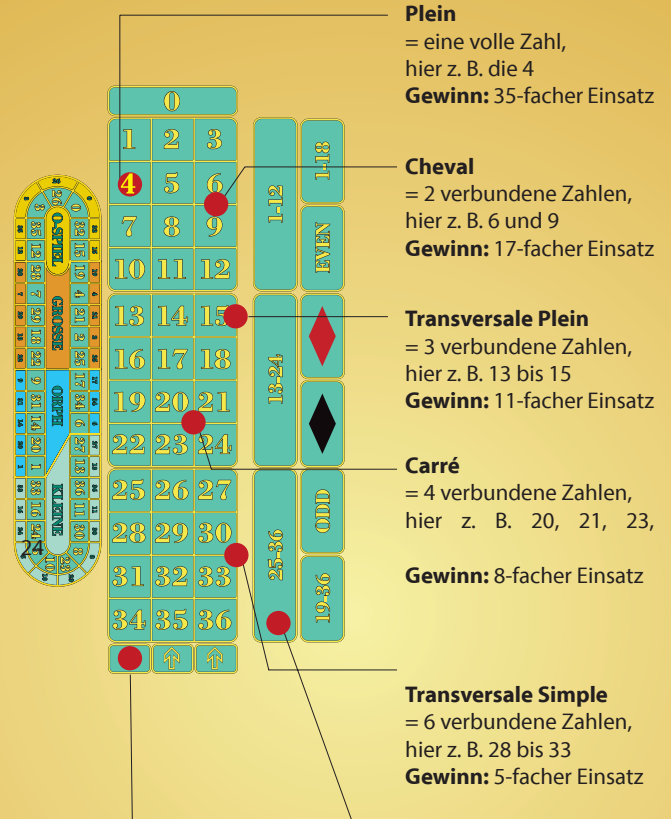 Plein
= eine volle Zahl,
hier z. B. die 4
Gewinn: 35-facher Einsatz
Cheval
= 2 verbundene Zahlen,
hier z. B. 6 und 9
Gewinn: 17-facher Einsatz
Transversale Plein
= 3 verbundene Zahlen,
hier z. B. 13 bis 15
Gewinn: 11-facher Einsatz
Carré
= 4 verbundene Zahlen,
hier z. B. 20, 21, 23,
Gewinn: 8-facher Einsatz
Transversale Simple
= 6 verbundene Zahlen,
hier z. B. 28 bis 33
Gewinn: 5-facher Einsatz
0
1 2 3
4 5 6
7 8 9
10 11 12
13 14 15
16 17 18
19 20 21
22 23 24
25 26 27
28 29 30
31 32 33
34 35 36
1-12
13-24
25-36
1-18
EVEN
ODD
19-36
0-SPIEL
GROSSE
ORPH
KLEINE
24